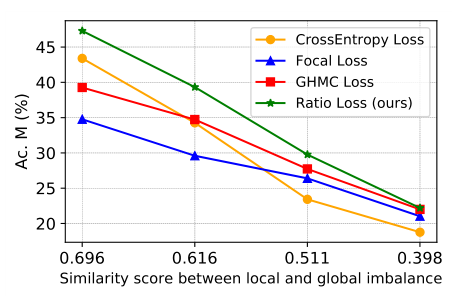 CrossEntropy Loss
Focal Loss
GHMC Loss
Ratio Loss (ours)
Ac. M (%)
45
40
35
30
25
20
0.696 0.616 0.511 0.398
Similarity score between local and global imbalance